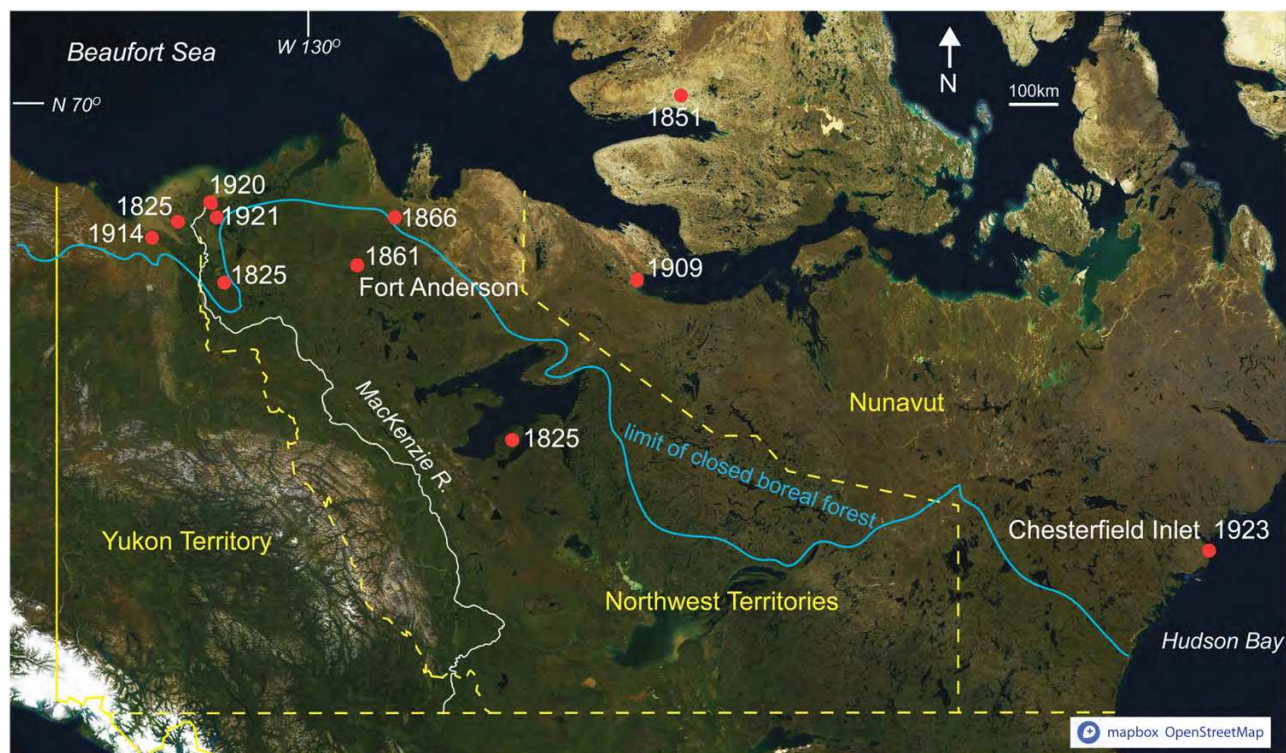 Beaufort Sea
W 130°
N
100km
N 70°
1851
1920
1825
1921
1866
1914
1861
1825
Fort Anderson
1909
Nunavut
MacKenzie R.
1825
limit of closed boreal forest
Yukon Territory
Chesterfield Inlet 1923
Northwest Territories
Hudson Bay
mapbox OpenStreetMap